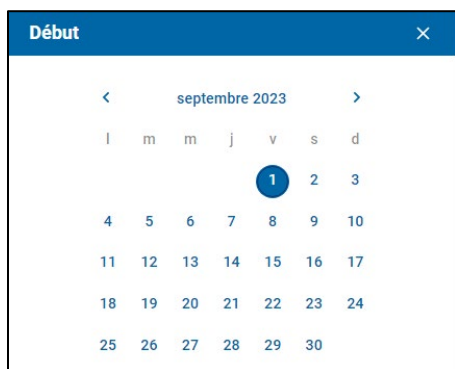 Début ×
< septembre 2023 >
l m m j v s d
1 2 3
4 5 6 7 8 9 10
11 12 13 14 15 16 17
18 19 20 21 22 23 24
25 26 27 28 29 30